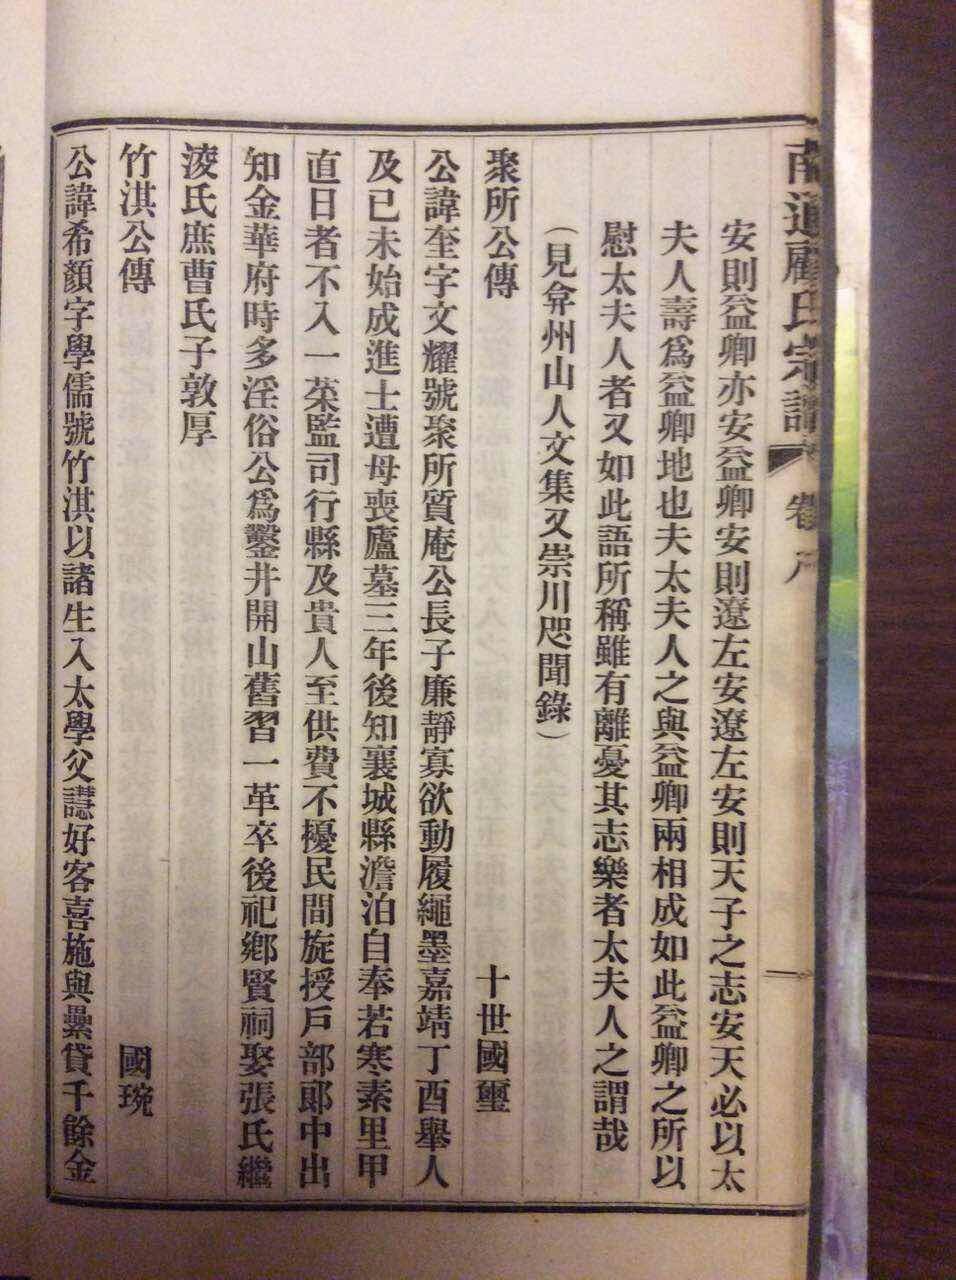 南通顧氏宗譜 卷八
安則益卿亦安益卿安則遼左安遼左安則天子之志安天必以太
夫人壽爲益卿地也夫太夫人之與益卿兩相成如此益卿之所以
慰太夫人者又如此語所稱雖有離憂其志樂者太夫人之謂哉
（見弇州山人文集又崇川咫聞錄）
聚所公傳 十世國璽
公諱奎字文耀號聚所質庵公長子廉靜寡欲動履繩墨嘉靖丁酉舉人
及已未始成進士遭母喪廬墓三年後知襄城縣澹泊自奉若寒素里甲
直日者不入一菜監司行縣及貴人至供費不擾民間旋授戶部郞中出
知金華府時多淫俗公爲鑿井開山舊習一革卒後祀鄕賢祠娶張氏繼
淩氏庶曹氏子敦厚
竹淇公傳 國琬
公諱希顏字學儒號竹淇以諸生入太學父讔好客喜施與纍貸千餘金